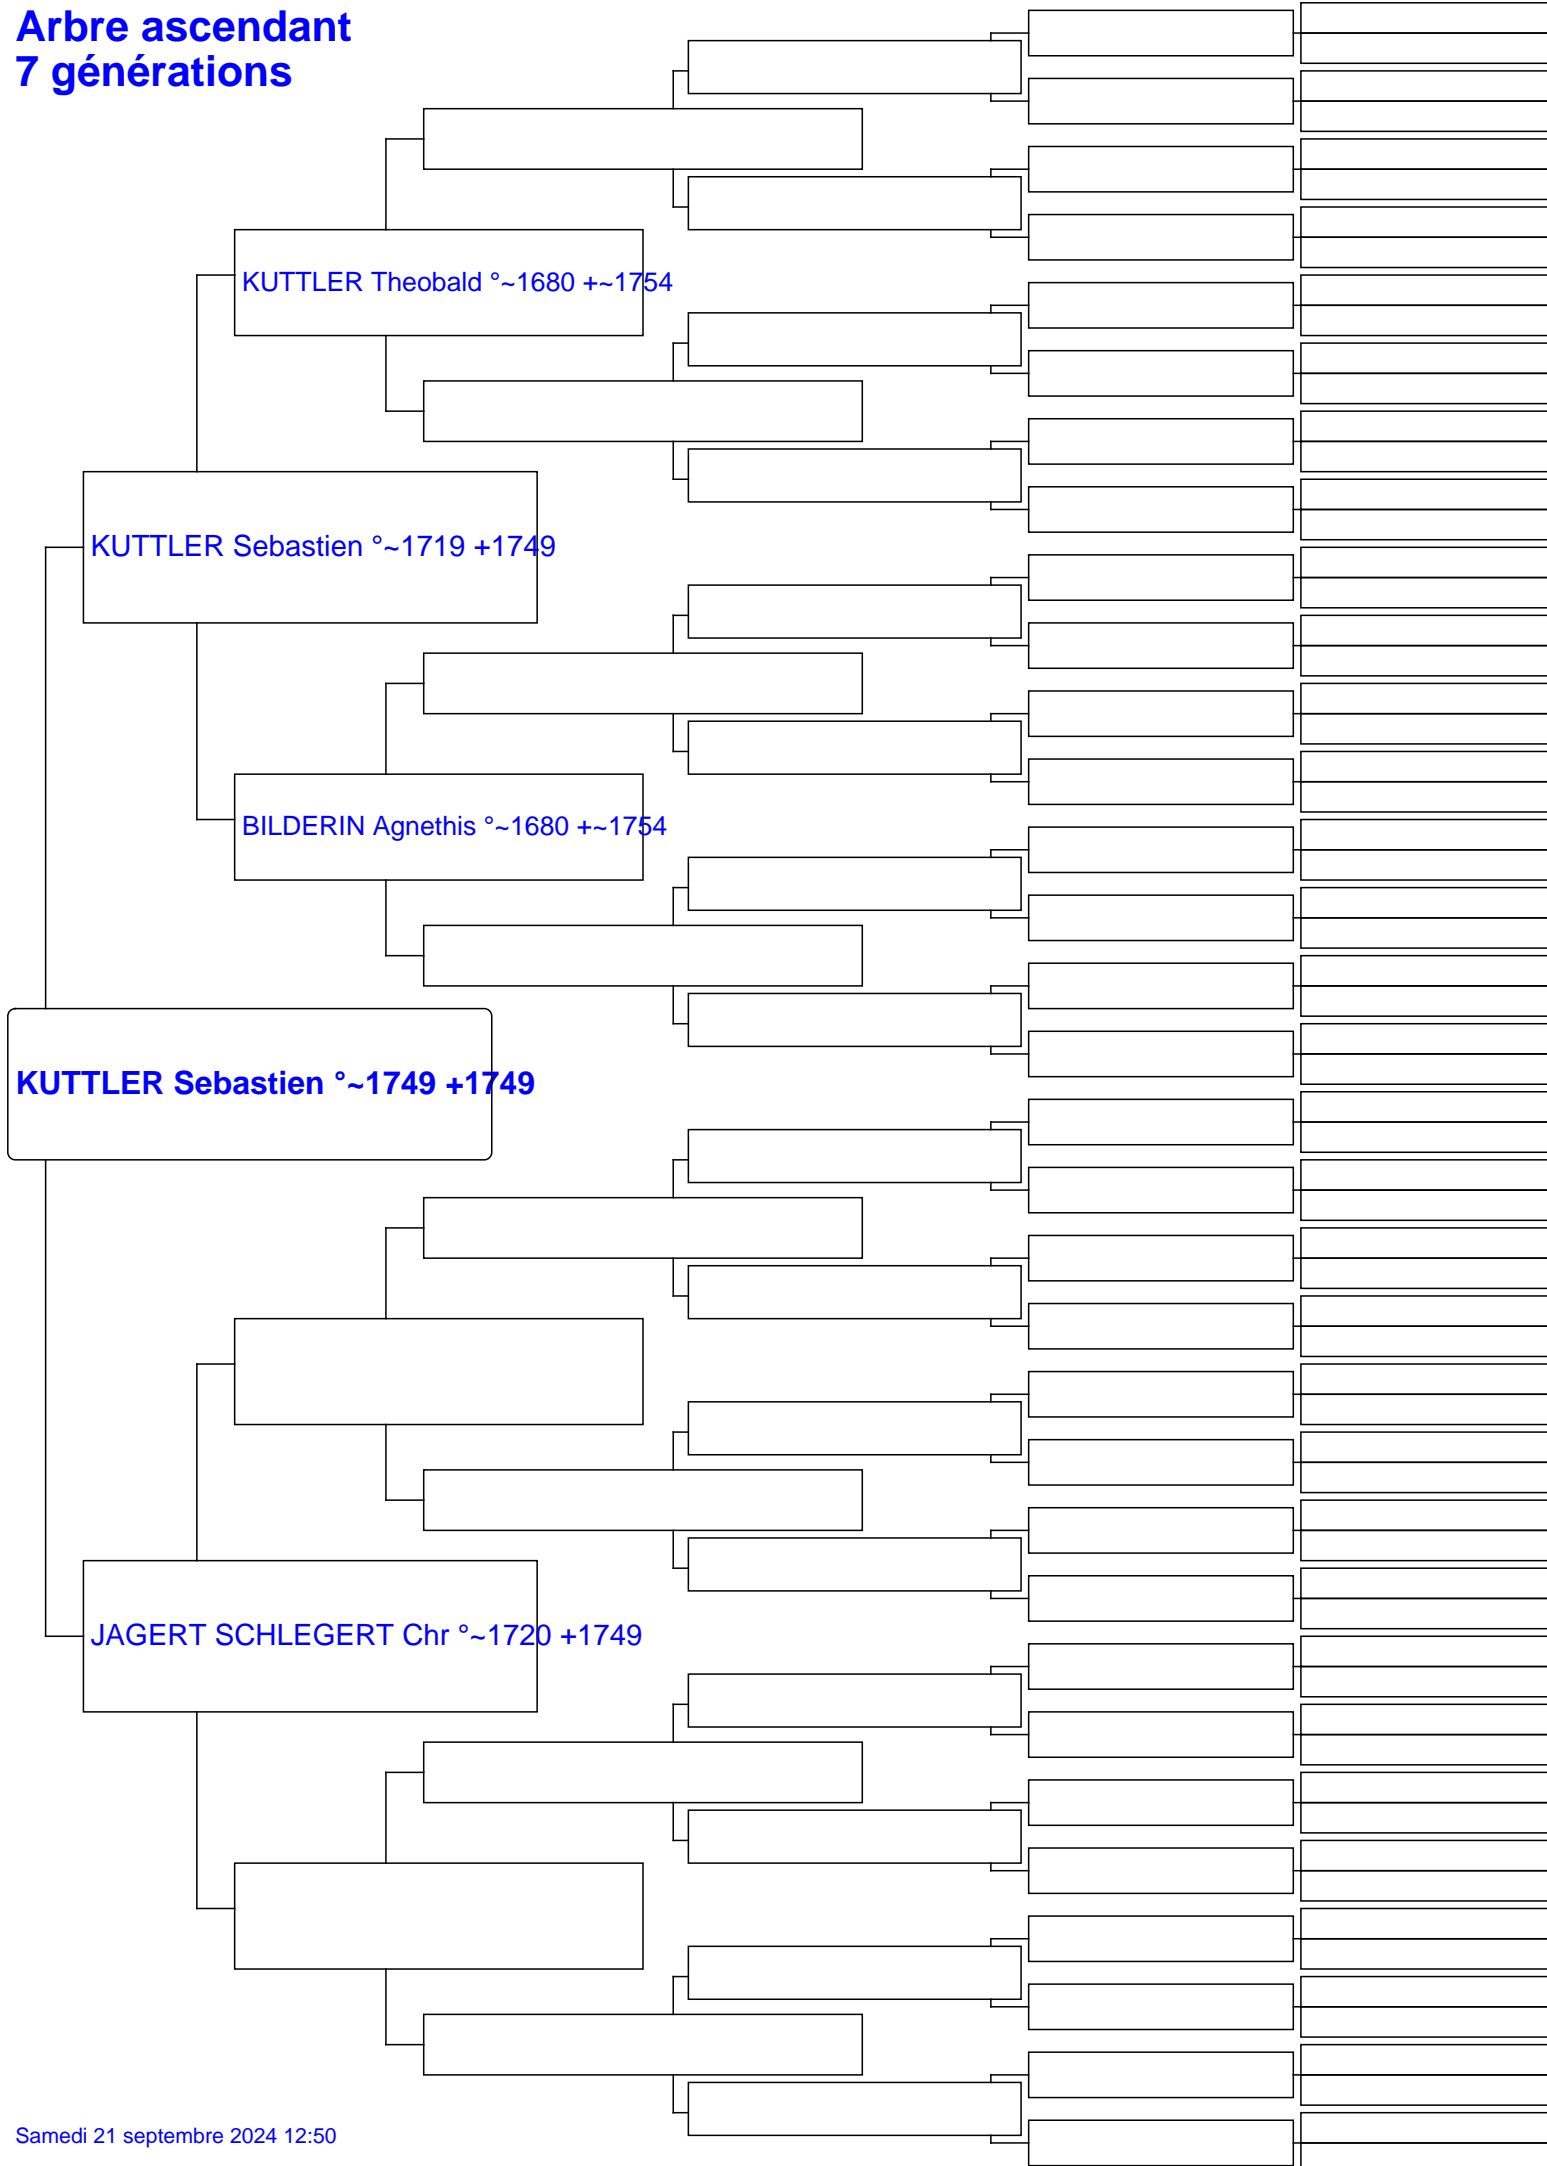 Arbre ascendant
7 générations
KUTTLER Theobald °~1680 +~1754
KUTTLER Sebastien °~1719 +1749
BILDERIN Agnethis °~1680 +~1754
KUTTLER Sebastien °~1749 +1749
JAGERT SCHLEGERT Chr °~1720 +1749
Samedi 21 septembre 2024 12:50